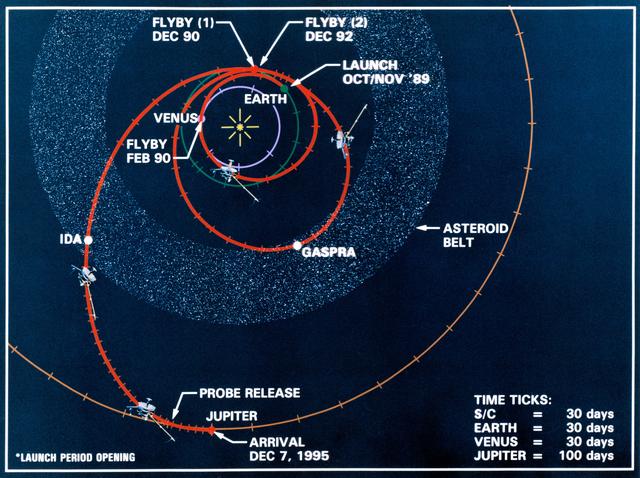 FLYBY (1)
DEC 90
FLYBY (2)
DEC 92
LAUNCH
OCT/NOV '89
EARTH
VENUS
FLYBY
FEB 90
IDA
GASPRA
ASTEROID
BELT
PROBE RELEASE
JUPITER
ARRIVAL
DEC 7, 1995
TIME TICKS:
S/C = 30 days
EARTH = 30 days
VENUS = 30 days
JUPITER = 100 days
*LAUNCH PERIOD OPENING